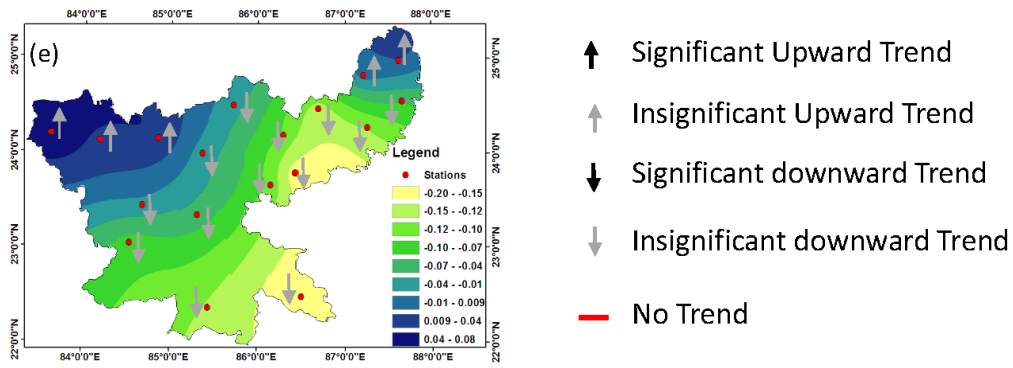 84°0'0"E 85°0'0"E 86°0'0"E 87°0'0"E 88°0'0"E
(e)
25°0'0"N
24°0'0"N
23°0'0"N
22°0'0"N
25°0'0"N
24°0'0"N
23°0'0"N
22°0'0"N
Legend
Stations
-0.20 - -0.15
-0.15 - -0.12
-0.12 - -0.10
-0.10 - -0.07
-0.07 - -0.04
-0.04 - -0.01
-0.01 - 0.009
0.009 - 0.04
0.04 - 0.08
84°0'0"E 85°0'0"E 86°0'0"E 87°0'0"E 88°0'0"E
Significant Upward Trend
Insignificant Upward Trend
Significant downward Trend
Insignificant downward Trend
No Trend